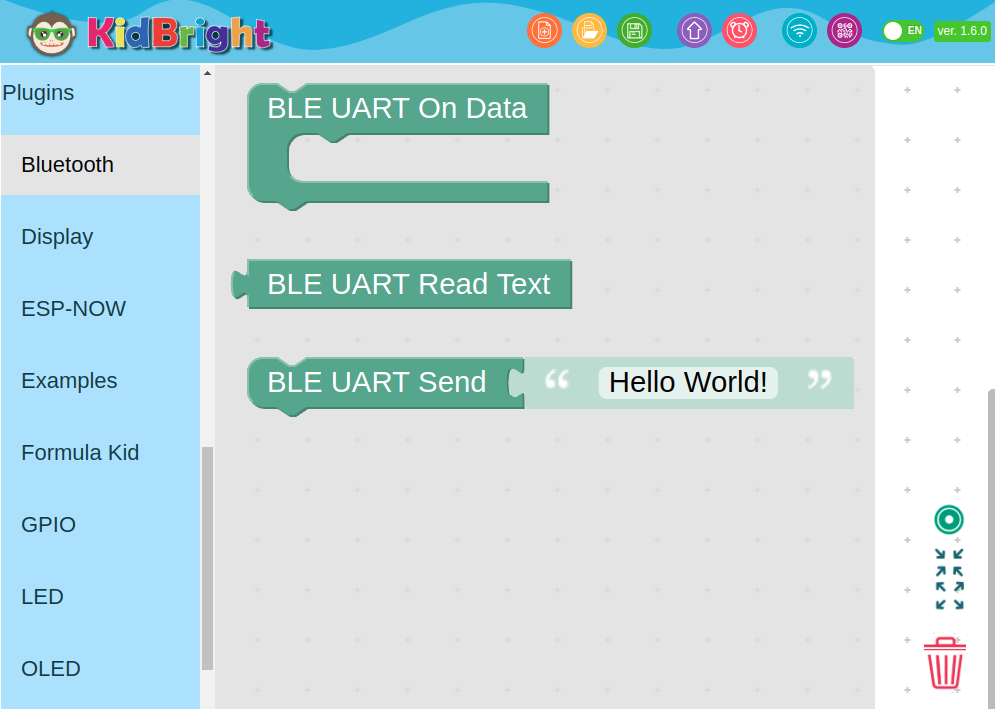 KidBright
EN
ver. 1.6.0
Plugins
Bluetooth
Display
ESP-NOW
Examples
Formula Kid
GPIO
LED
OLED
BLE UART On Data
BLE UART Read Text
BLE UART Send “ Hello World! ”